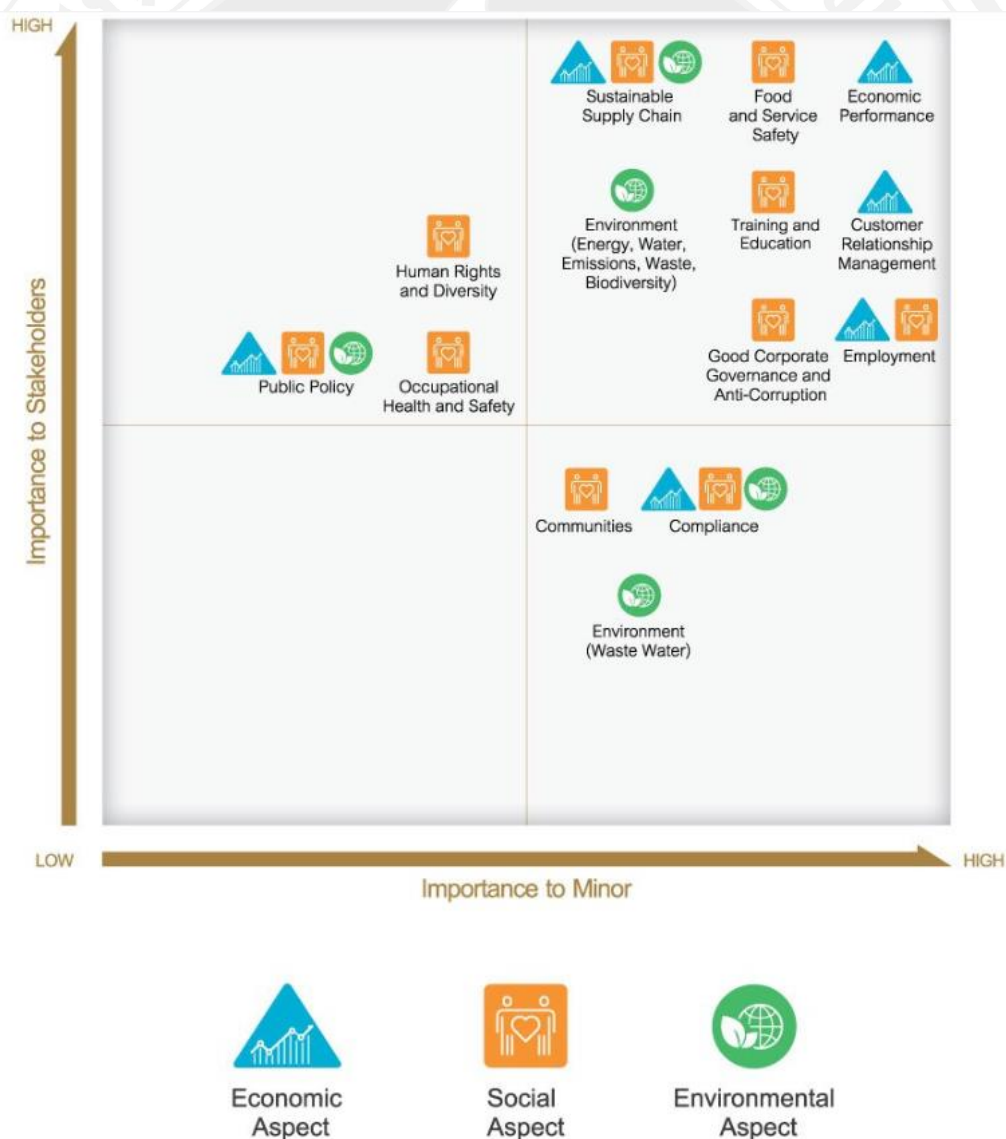 HIGH
Sustainable
Supply Chain
Food
and Service
Safety
Economic
Performance
Environment
(Energy, Water,
Emissions, Waste,
Biodiversity)
Training and
Education
Customer
Relationship
Management
Human Rights
and Diversity
Public Policy
Occupational
Health and Safety
Good Corporate
Governance and
Anti-Corruption
Employment
Importance to Stakeholders
Communities
Compliance
Environment
(Waste Water)
LOW
HIGH
Importance to Minor
Economic
Aspect
Social
Aspect
Environmental
Aspect